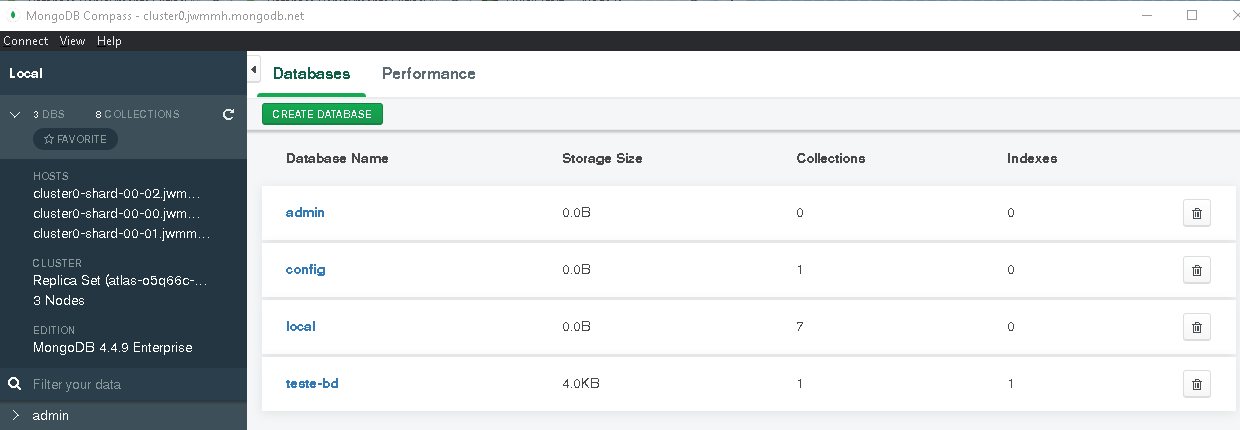 MongoDB Compass - cluster0.jwmmh.mongodb.net
Connect View Help
Local
3 DBS 8 COLLECTIONS
FAVORITE
HOSTS
cluster0-shard-00-02.jwm...
cluster0-shard-00-00.jwm...
cluster0-shard-00-01.jwmm...
CLUSTER
Replica Set (atlas-o5q66c-...
3 Nodes
EDITION
MongoDB 4.4.9 Enterprise
Filter your data
admin
Databases Performance
CREATE DATABASE
Database Name Storage Size Collections Indexes
admin 0.0B 0 0
config 0.0B 1 0
local 0.0B 7 0
teste-bd 4.0KB 1 1